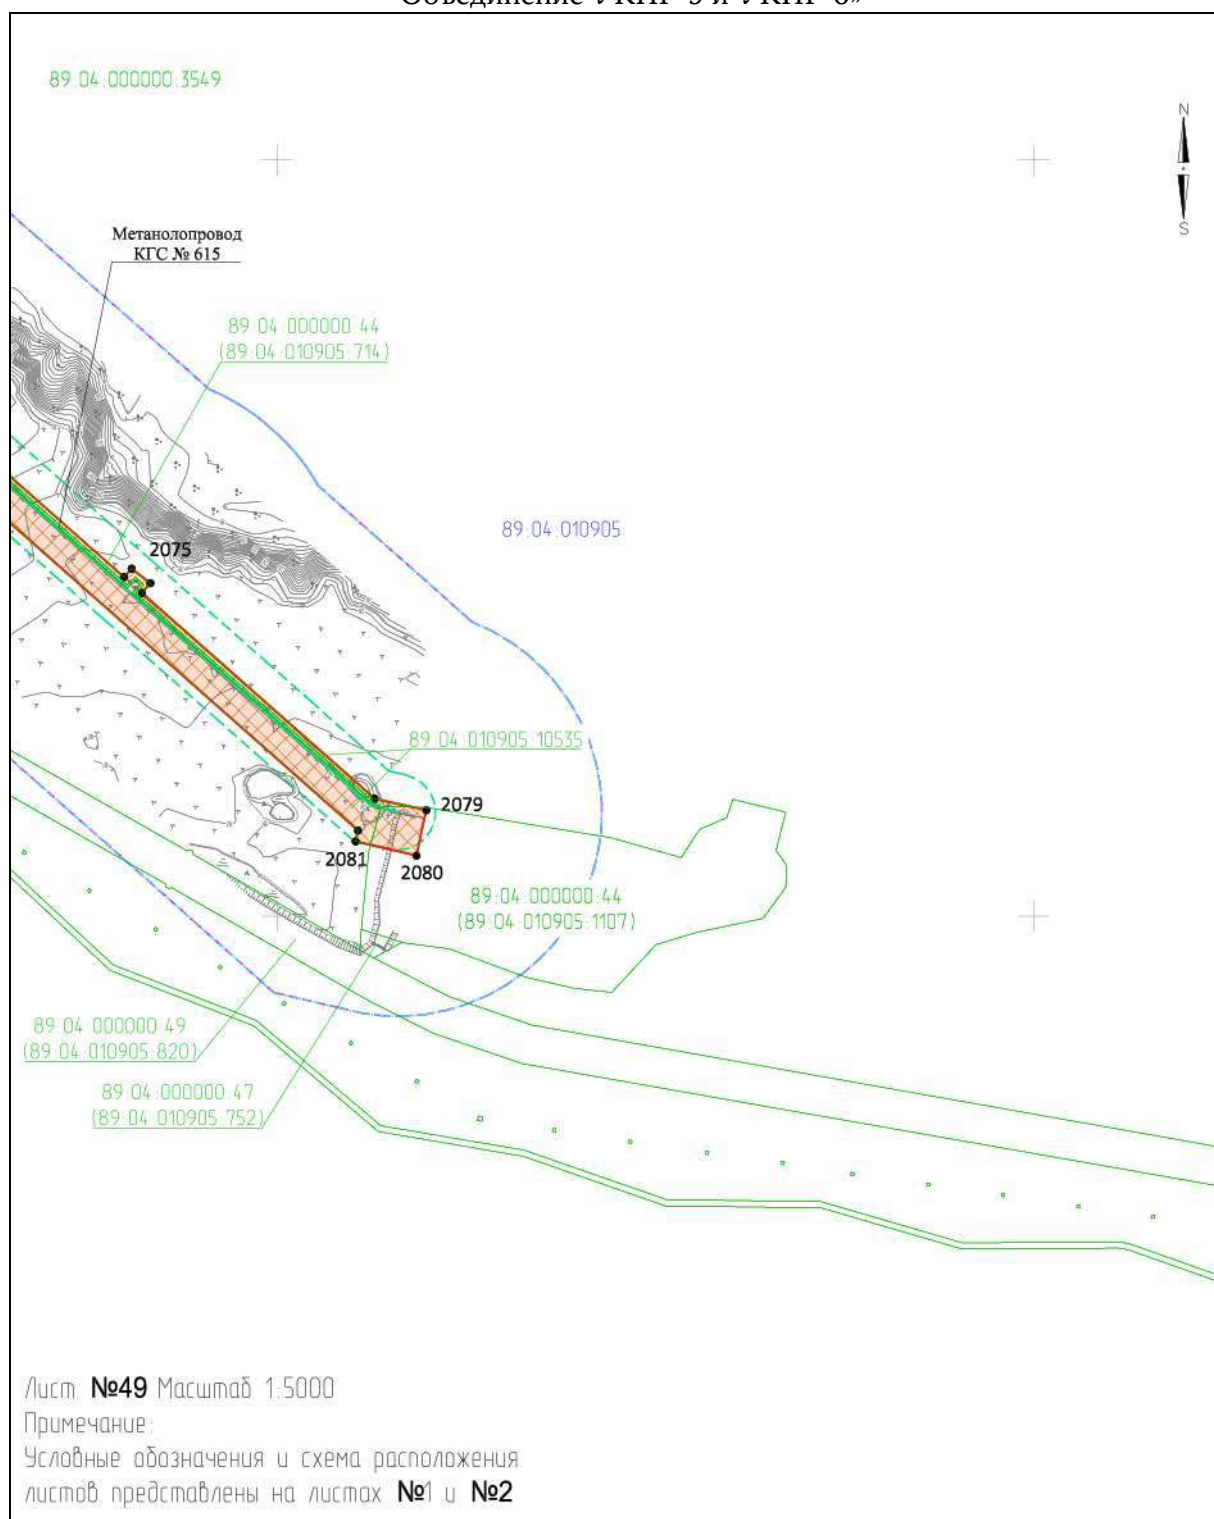 89:04:000000:3549
N
S
Метанолопровод
КГС № 615
89:04:000000:44
(89:04:010905:714)
89:04:010905
2075
89:04:010905:10535
2079
2081
2080
89:04:000000:44
(89:04:010905:1107)
89:04:000000:49
(89:04:010905:820)
89:04:000000:47
(89:04:010905:752)
Лист №49 Масштаб 1:5000
Примечание:
Условные обозначения и схема расположения
листов представлены на листах №1 и №2